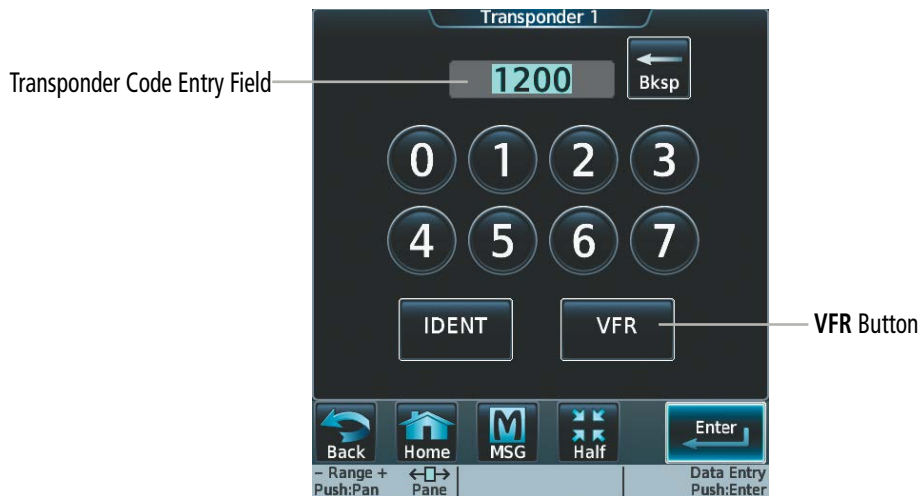 Transponder 1
Transponder Code Entry Field
1200
Bksp
0 1 2 3
4 5 6 7
IDENT
VFR
VFR Button
Back
Home
M
MSG
Half
Enter
– Range +
Push:Pan
Pane
Data Entry
Push:Enter